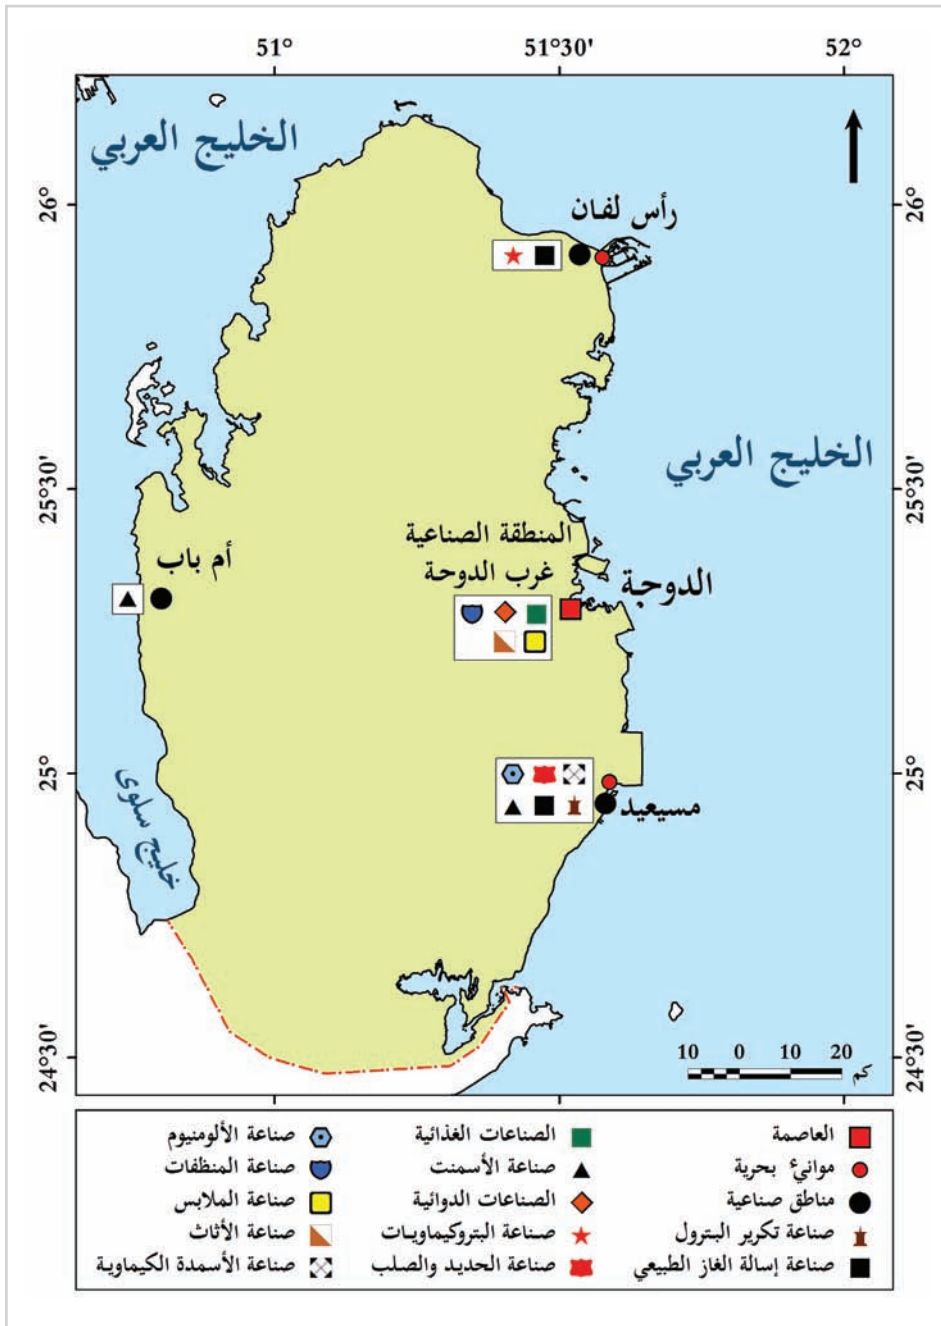 51°
51°30'
52°
الخليج العربي
26°
26°
رأس لفان
الخليج العربي
25°30'
25°30'
المنطقة الصناعية
غرب الدوحة
أم باب
الدوحة
25°
25°
مسيعيد
خليج سلوى
24°30'
24°30'
10 0 10 20
كم
العاصمة
الصناعات الغذائية
صناعة الألومنيوم
موانئ بحرية
صناعة الأسمنت
صناعة المنظفات
مناطق صناعية
الصناعات الدوائية
صناعة الملابس
صناعة تكرير البترول
صناعة البتروكيماويات
صناعة الأثاث
صناعة إسالة الغاز الطبيعي
صناعة الحديد والصلب
صناعة الأسمدة الكيماوية